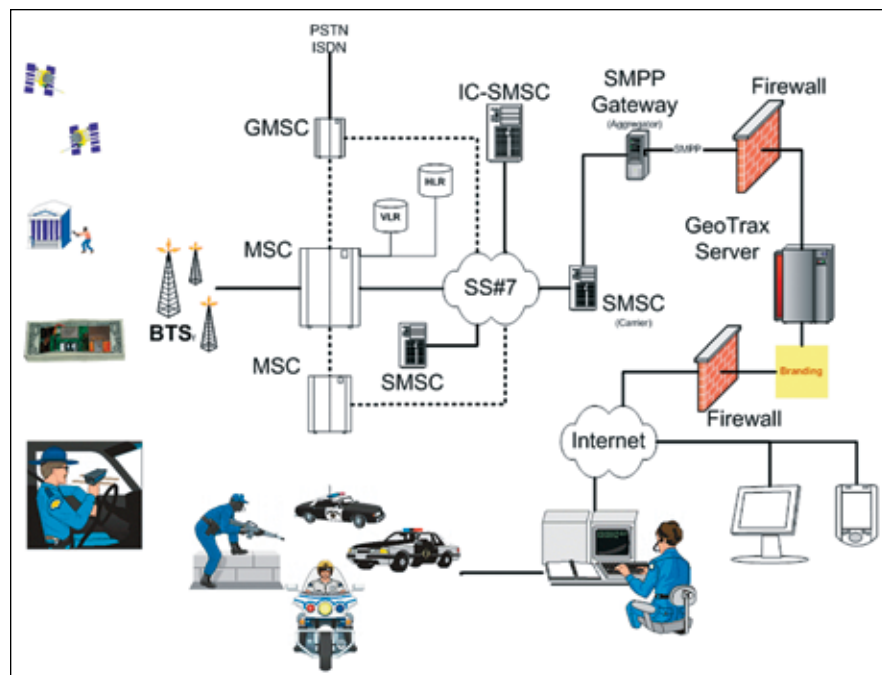 PSTN
ISDN
IC-SMSC
SMPP
Gateway
(Aggregator)
Firewall
GMSC
SMPP
HLR
VLR
GeoTrax
Server
MSC
SS#7
SMSC
(Carrier)
BTS
MSC
SMSC
Branding
Firewall
Internet